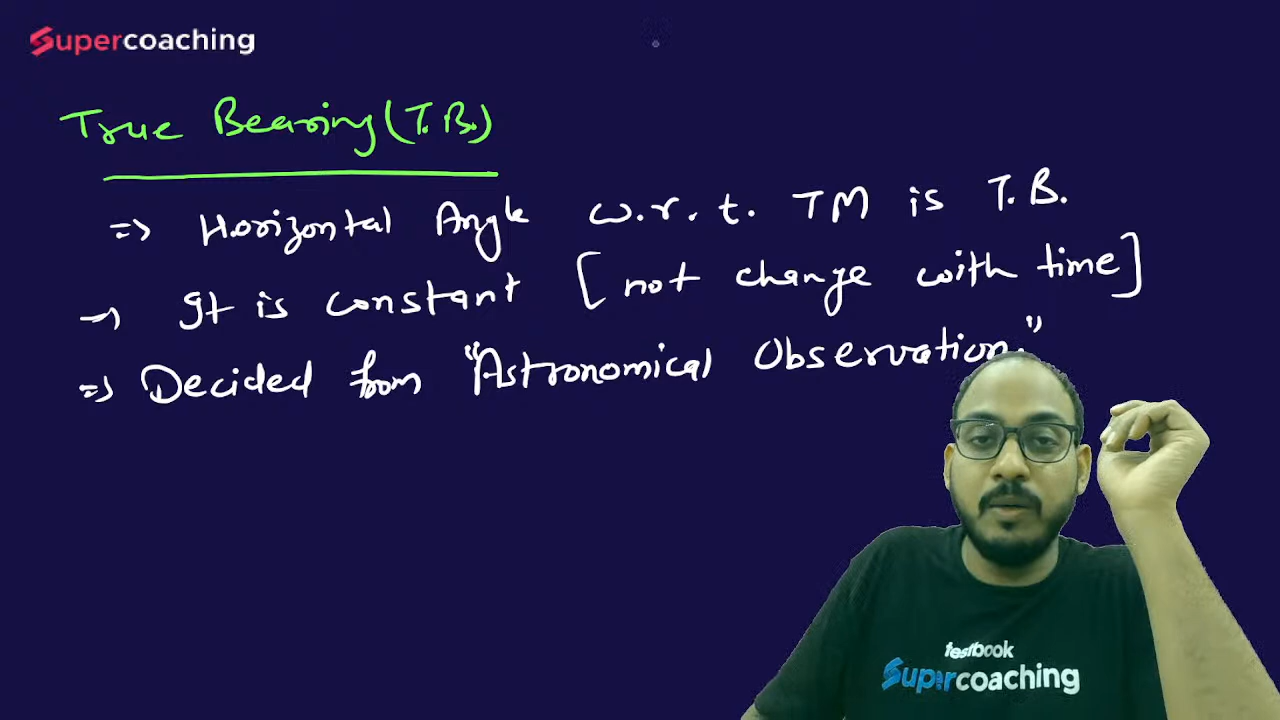 Supercoaching
True Bearing (T.B.)
=> Horizontal Angle w.r.t. TM is T.B.
→ It is constant [not change with time]
=> Decided from "Astronomical Observation."
testbook
Supercoaching